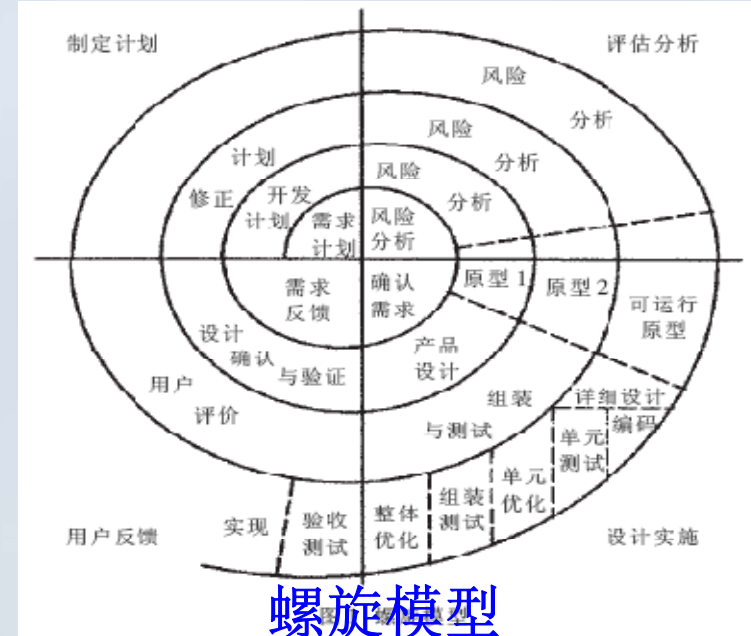 制定计划
评估分析
风险
分析
风险
分析
计划
修正
风险
分析
开发
计划
需求
计划
风险
分析
需求
反馈
确认
需求
原型1
原型2
可运行
原型
设计
确认
与验证
产品
设计
用户
评价
组装
与测试
详细设计
编码
单元
测试
单元
优化
组装
测试
整体
优化
验收
测试
实现
用户反馈
设计实施
螺旋模型